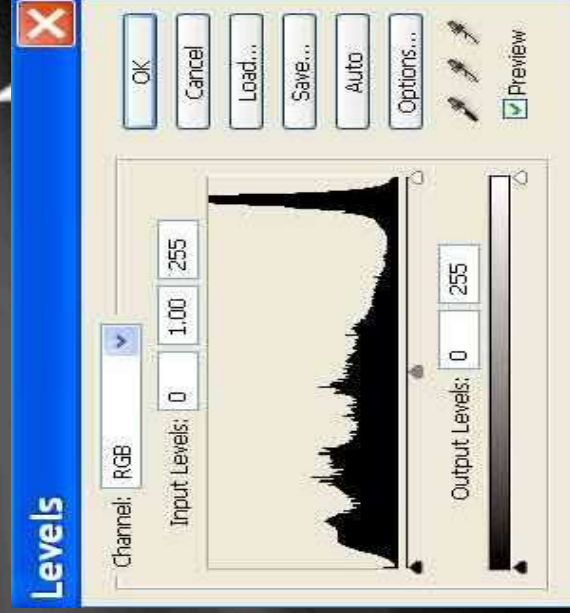 Levels
Channel: RGB
Input Levels: 0 1.00 255
Output Levels: 0 255
OK
Cancel
Load...
Save...
Auto
Options...
Preview